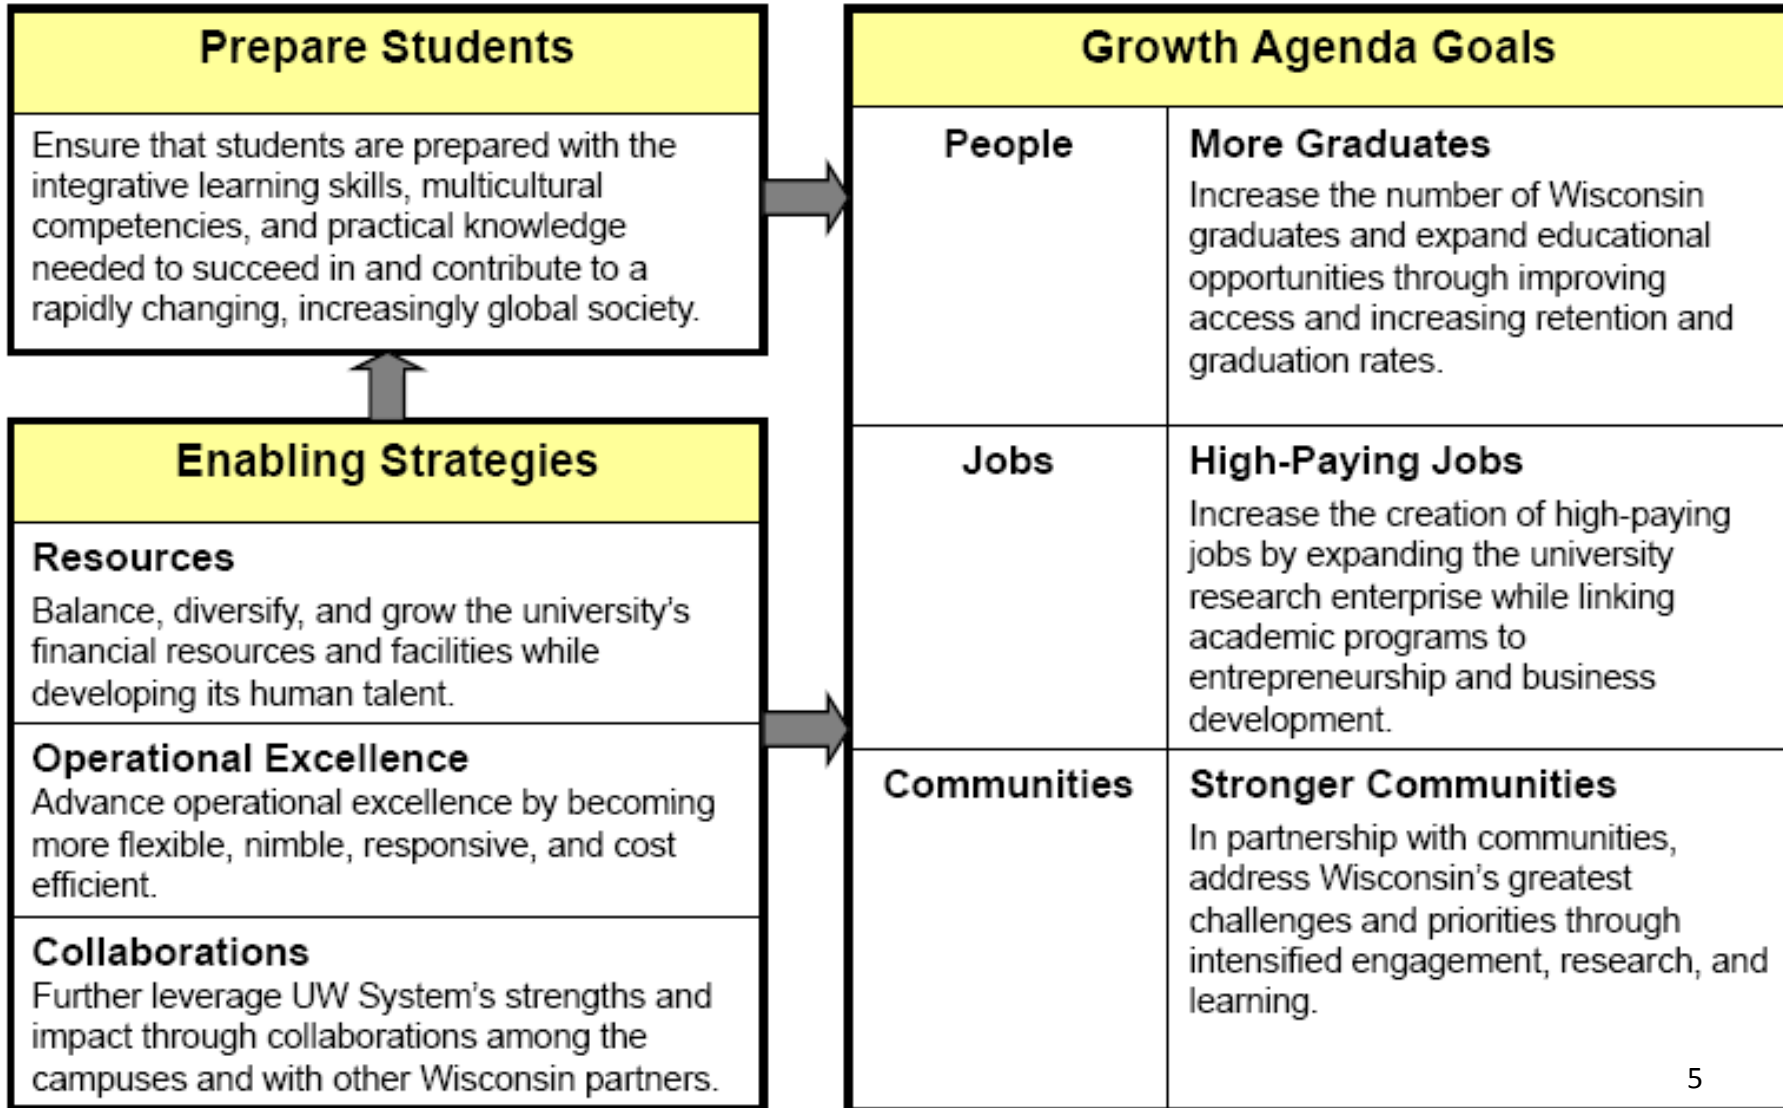 Prepare Students
Ensure that students are prepared with the
integrative learning skills, multicultural
competencies, and practical knowledge
needed to succeed in and contribute to a
rapidly changing, increasingly global society.
Enabling Strategies
Resources
Balance, diversify, and grow the university's
financial resources and facilities while
developing its human talent.
Operational Excellence
Advance operational excellence by becoming
more flexible, nimble, responsive, and cost
efficient.
Collaborations
Further leverage UW System's strengths and
impact through collaborations among the
campuses and with other Wisconsin partners.
Growth Agenda Goals
People
More Graduates
Increase the number of Wisconsin
graduates and expand educational
opportunities through improving
access and increasing retention and
graduation rates.
Jobs
High-Paying Jobs
Increase the creation of high-paying
jobs by expanding the university
research enterprise while linking
academic programs to
entrepreneurship and business
development.
Communities
Stronger Communities
In partnership with communities,
address Wisconsin's greatest
challenges and priorities through
intensified engagement, research, and
learning.
5